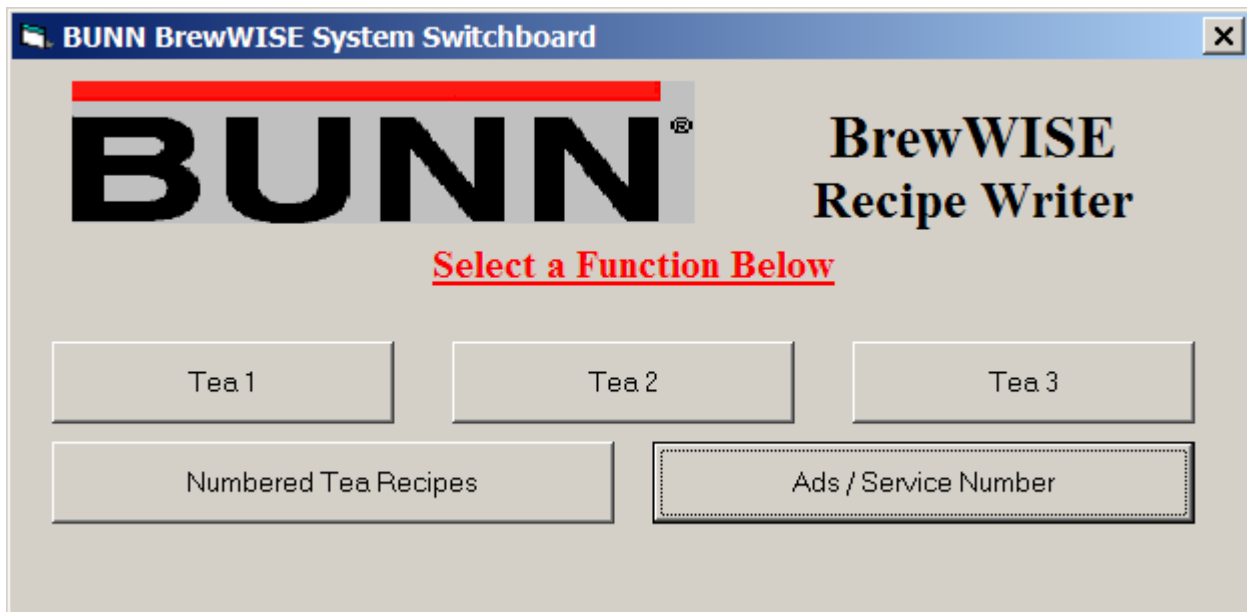 BUNN BrewWISE System Switchboard
BUNN®
BrewWISE
Recipe Writer
Select a Function Below
Tea 1
Tea 2
Tea 3
Numbered Tea Recipes
Ads / Service Number